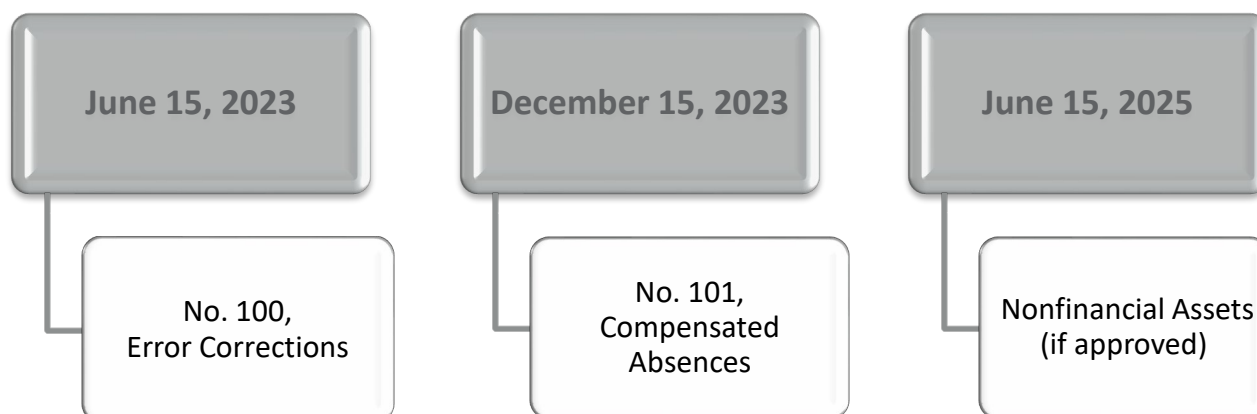 June 15, 2023
No. 100,
Error Corrections
December 15, 2023
No. 101,
Compensated
Absences
June 15, 2025
Nonfinancial Assets
(if approved)